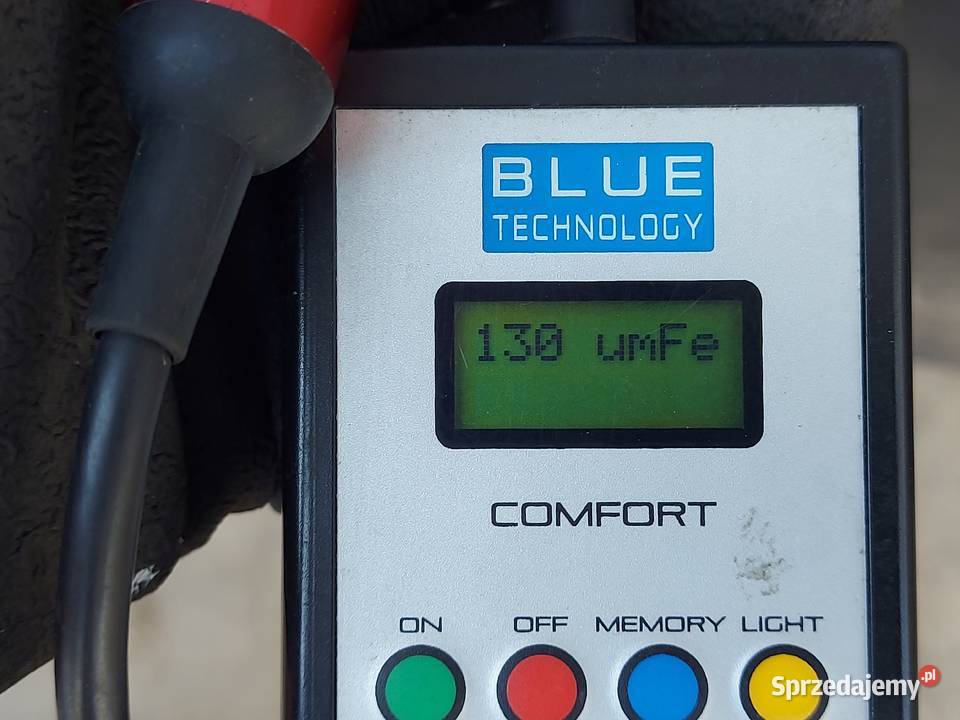 BLUE
TECHNOLOGY
130 umFe
COMFORT
ON OFF MEMORY LIGHT
Sprzedajemy.pl